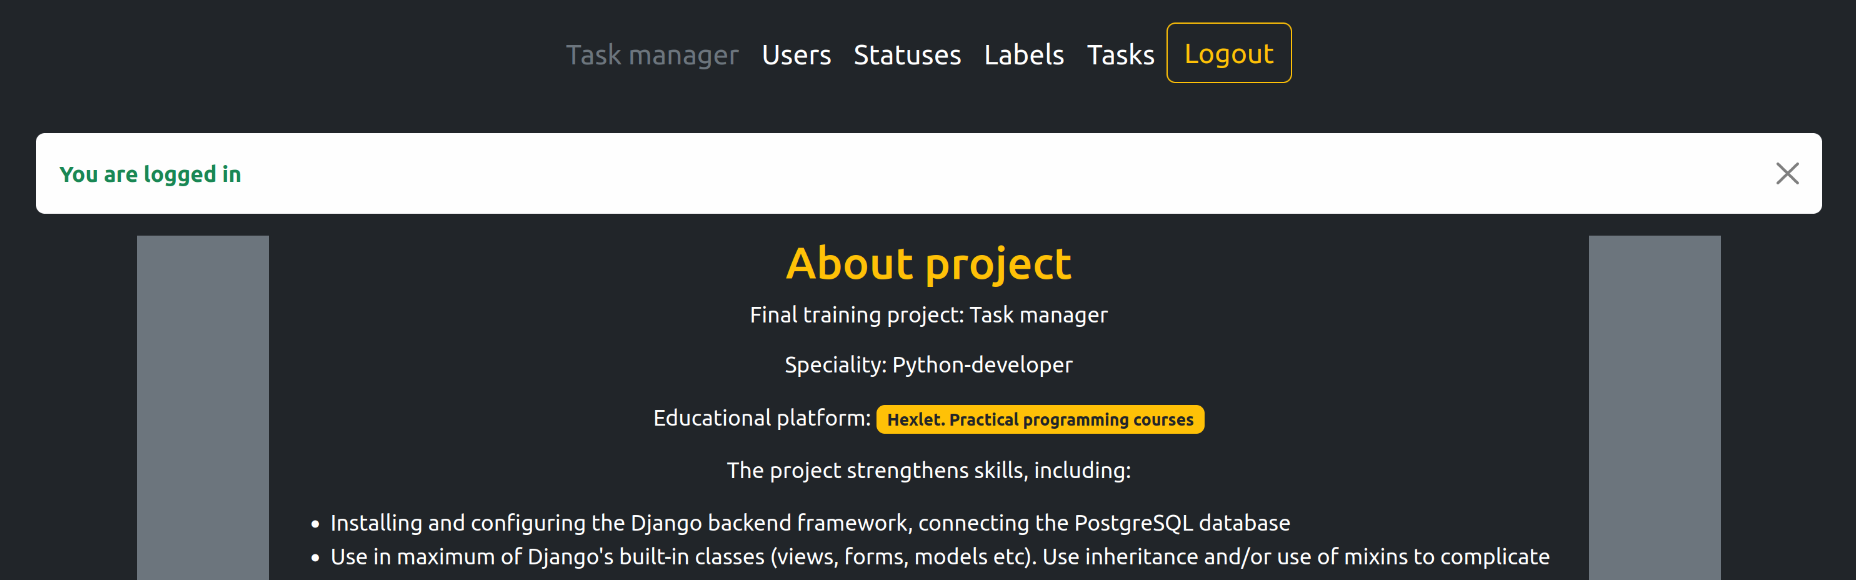 Task manager Users Statuses Labels Tasks Logout
You are logged in
About project
Final training project: Task manager
Speciality: Python-developer
Educational platform: Hexlet. Practical programming courses
The project strengthens skills, including:
• Installing and configuring the Django backend framework, connecting the PostgreSQL database
• Use in maximum of Django's built-in classes (views, forms, models etc). Use inheritance and/or use of mixins to complicate